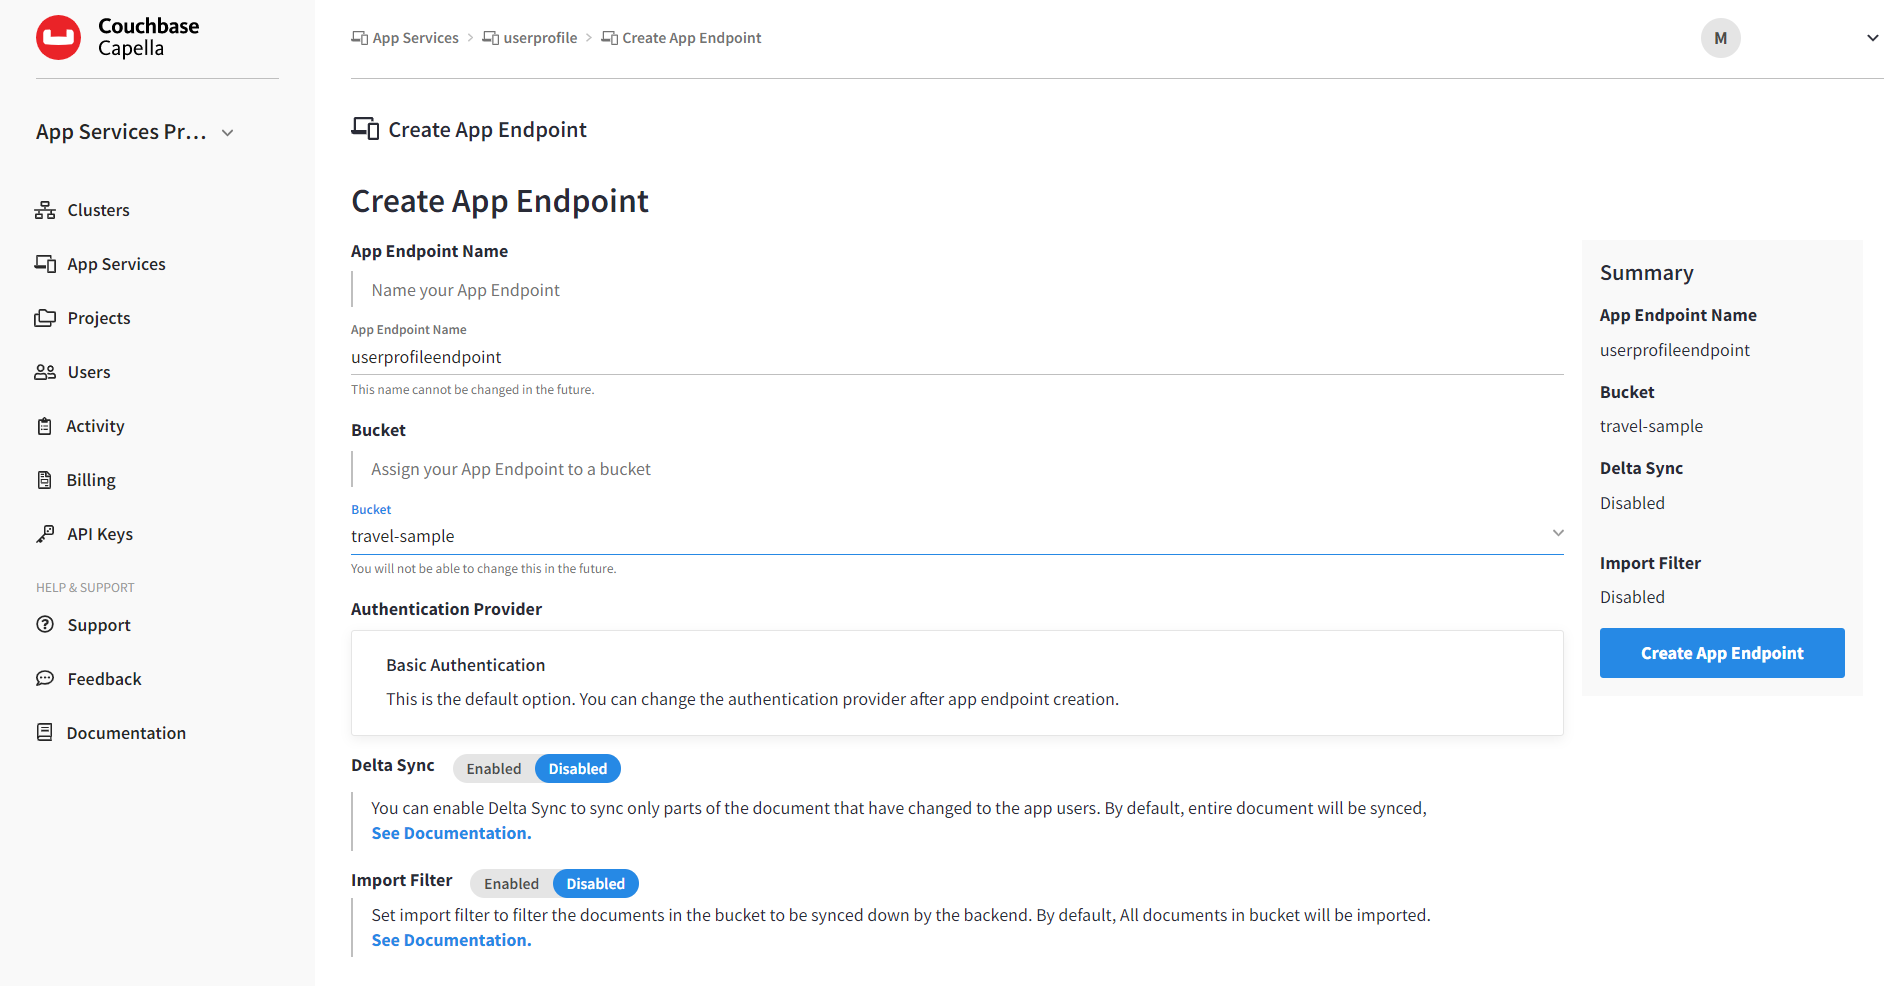 Couchbase
Capella
App Services Pr...
Clusters
App Services
Projects
Users
Activity
Billing
API Keys
HELP & SUPPORT
Support
Feedback
Documentation
App Services > userprofile > Create App Endpoint
M
Create App Endpoint
Create App Endpoint
App Endpoint Name
Name your App Endpoint
App Endpoint Name
userprofileendpoint
This name cannot be changed in the future.
Bucket
Assign your App Endpoint to a bucket
Bucket
travel-sample
You will not be able to change this in the future.
Authentication Provider
Basic Authentication
This is the default option. You can change the authentication provider after app endpoint creation.
Delta Sync Enabled Disabled
You can enable Delta Sync to sync only parts of the document that have changed to the app users. By default, entire document will be synced,
See Documentation.
Import Filter Enabled Disabled
Set import filter to filter the documents in the bucket to be synced down by the backend. By default, All documents in bucket will be imported.
See Documentation.
Summary
App Endpoint Name
userprofileendpoint
Bucket
travel-sample
Delta Sync
Disabled
Import Filter
Disabled
Create App Endpoint